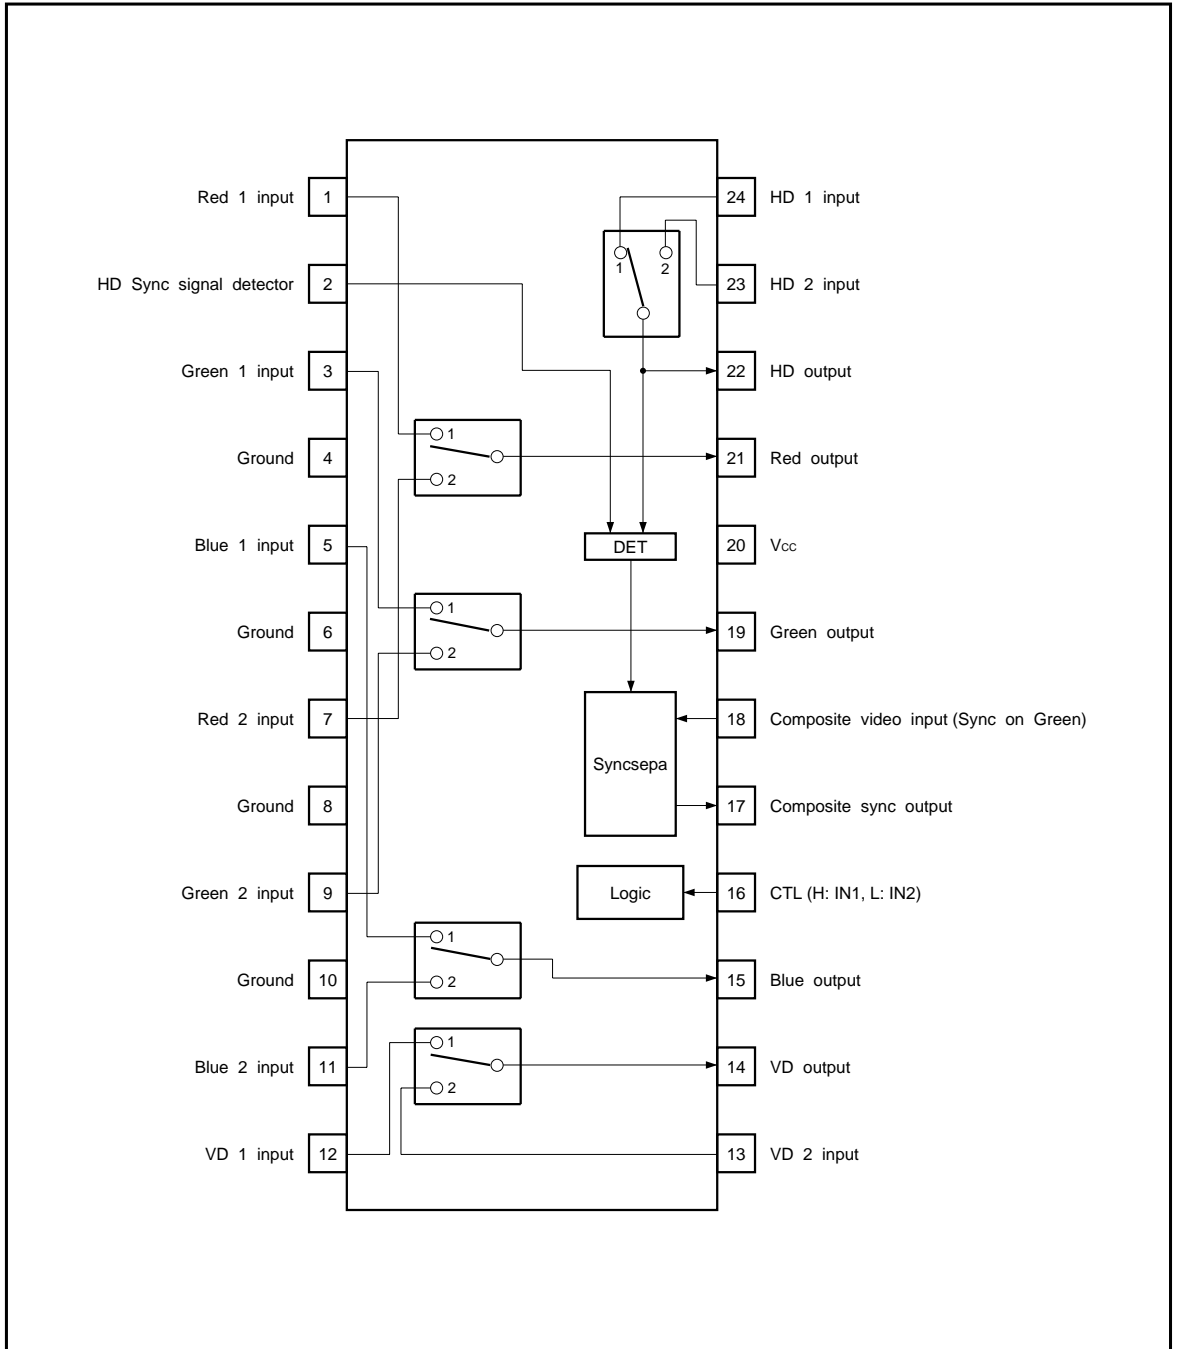 Red 1 input 1
24 HD 1 input
1 2
HD Sync signal detector 2
23 HD 2 input
Green 1 input 3
22 HD output
1
Ground 4
21 Red output
2
Blue 1 input 5
DET
20 Vcc
1
Ground 6
19 Green output
2
Red 2 input 7
18 Composite video input (Sync on Green)
Syncsepa
Ground 8
17 Composite sync output
Green 2 input 9
Logic
16 CTL (H: IN1, L: IN2)
1
Ground 10
2
15 Blue output
1
Blue 2 input 11
14 VD output
2
VD 1 input 12
13 VD 2 input